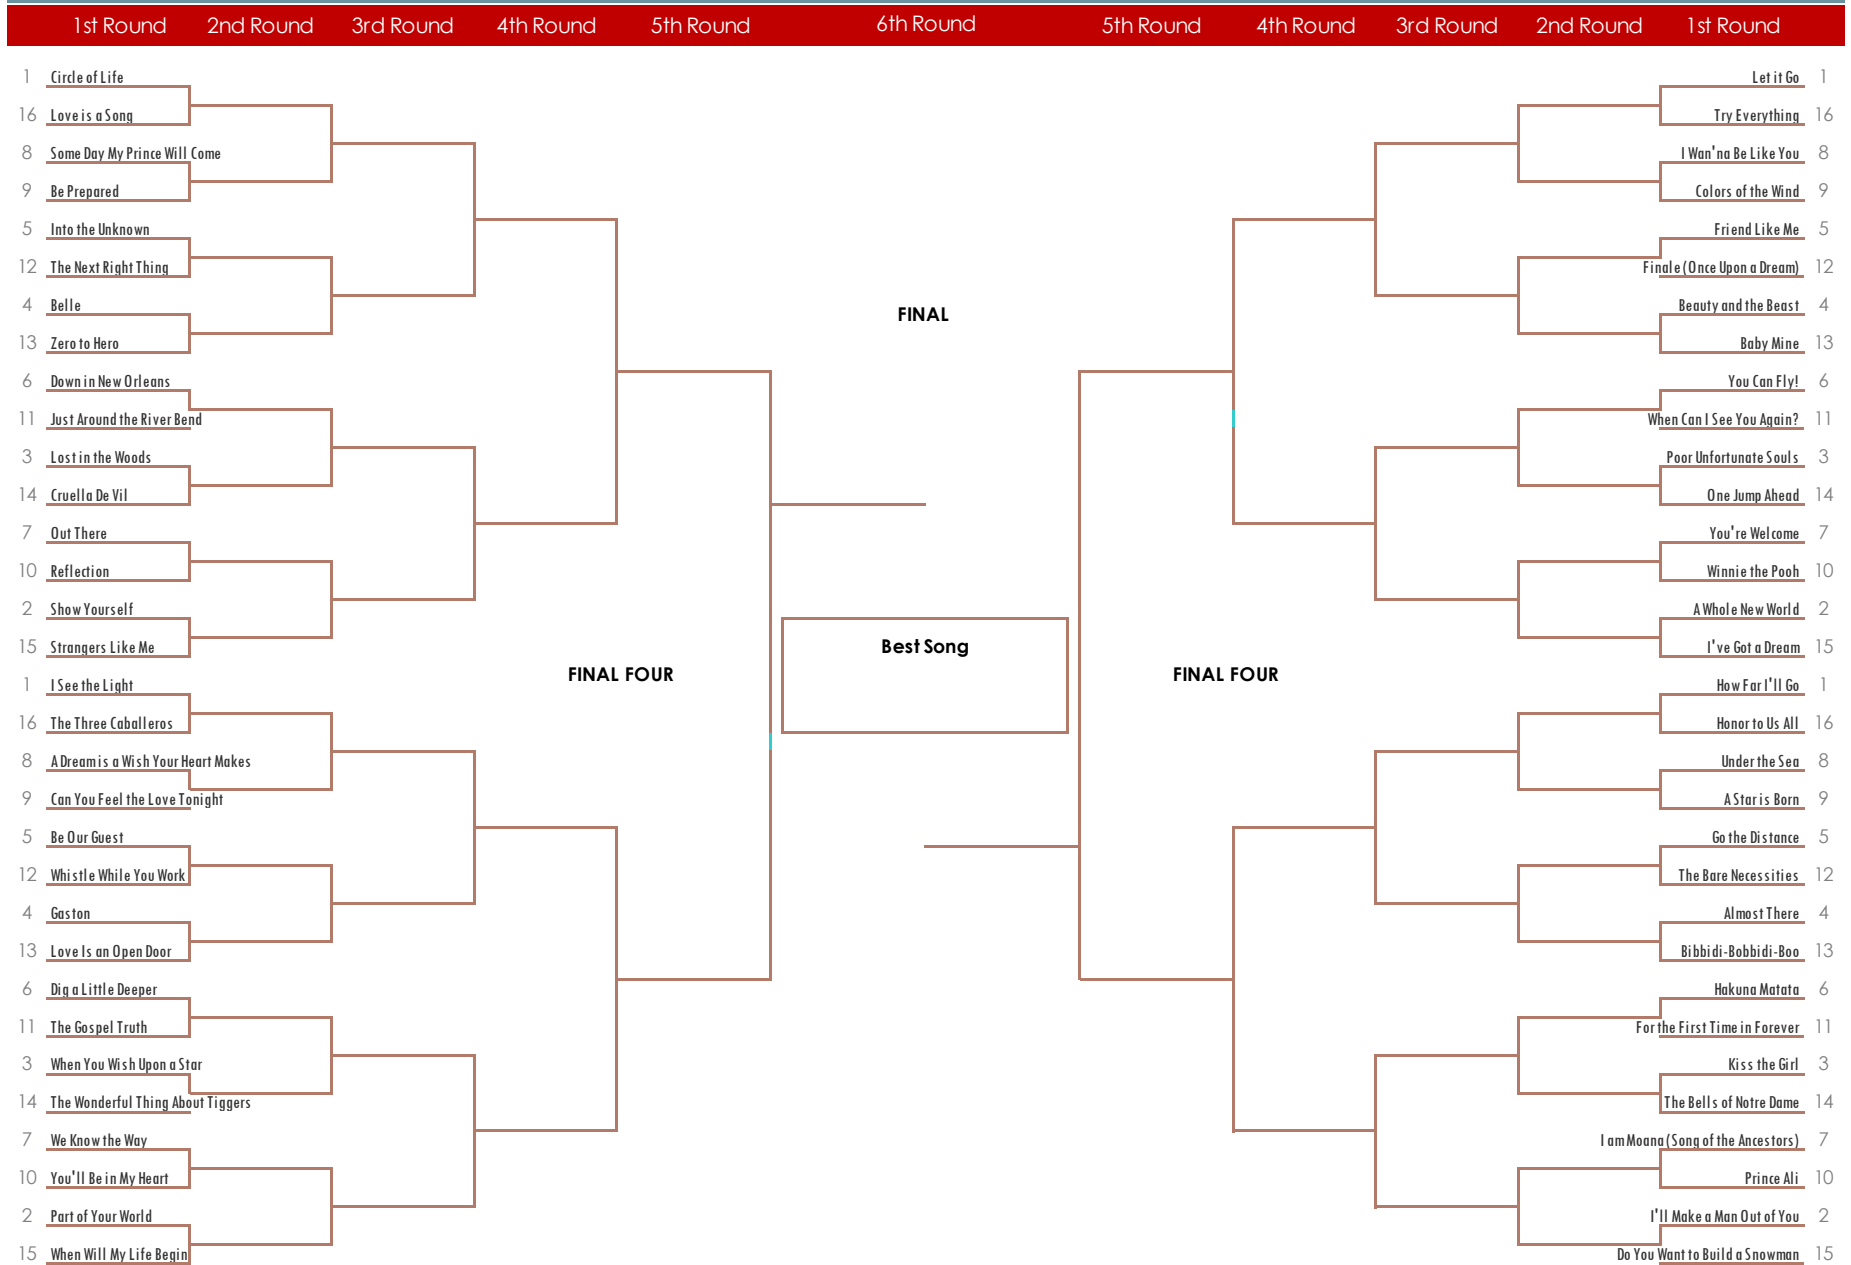 1st Round 2nd Round 3rd Round 4th Round 5th Round 6th Round 5th Round 4th Round 3rd Round 2nd Round 1st Round
1 Circle of Life
16 Love is a Song
8 Some Day My Prince Will Come
9 Be Prepared
5 Into the Unknown
12 The Next Right Thing
4 Belle
13 Zero to Hero
6 Down in New Orleans
11 Just Around the River Bend
3 Lost in the Woods
14 Cruella De Vil
7 Out There
10 Reflection
2 Show Yourself
15 Strangers Like Me
1 I See the Light
16 The Three Caballeros
8 A Dream is a Wish Your Heart Makes
9 Can You Feel the Love Tonight
5 Be Our Guest
12 Whistle While You Work
4 Gaston
13 Love Is an Open Door
6 Dig a Little Deeper
11 The Gospel Truth
3 When You Wish Upon a Star
14 The Wonderful Thing About Tiggers
7 We Know the Way
10 You'll Be in My Heart
2 Part of Your World
15 When Will My Life Begin
FINAL
Best Song
FINAL FOUR
FINAL FOUR
Let it Go 1
Try Everything 16
I Wan'na Be Like You 8
Colors of the Wind 9
Friend Like Me 5
Finale (Once Upon a Dream) 12
Beauty and the Beast 4
Baby Mine 13
You Can Fly! 6
When Can I See You Again? 11
Poor Unfortunate Souls 3
One Jump Ahead 14
You're Welcome 7
Winnie the Pooh 10
A Whole New World 2
I've Got a Dream 15
How Far I'll Go 1
Honor to Us All 16
Under the Sea 8
A Star is Born 9
Go the Distance 5
The Bare Necessities 12
Almost There 4
Bibbidi-Bobbidi-Boo 13
Hakuna Matata 6
For the First Time in Forever 11
Kiss the Girl 3
The Bells of Notre Dame 14
I am Moana (Song of the Ancestors) 7
Prince Ali 10
I'll Make a Man Out of You 2
Do You Want to Build a Snowman 15